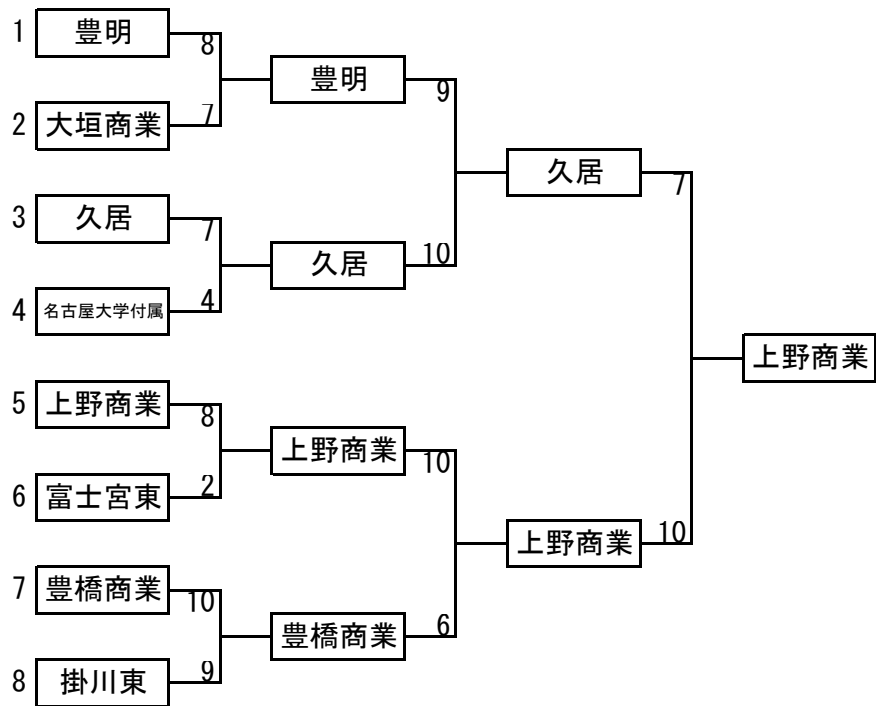 1 豊明 8
豊明 9
2 大垣商業 7
久居 7
3 久居 7
久居 10
4 名古屋大学付属 4
上野商業
5 上野商業 8
上野商業 10
6 富士宮東 2
上野商業 10
7 豊橋商業 10
豊橋商業 6
8 掛川東 9